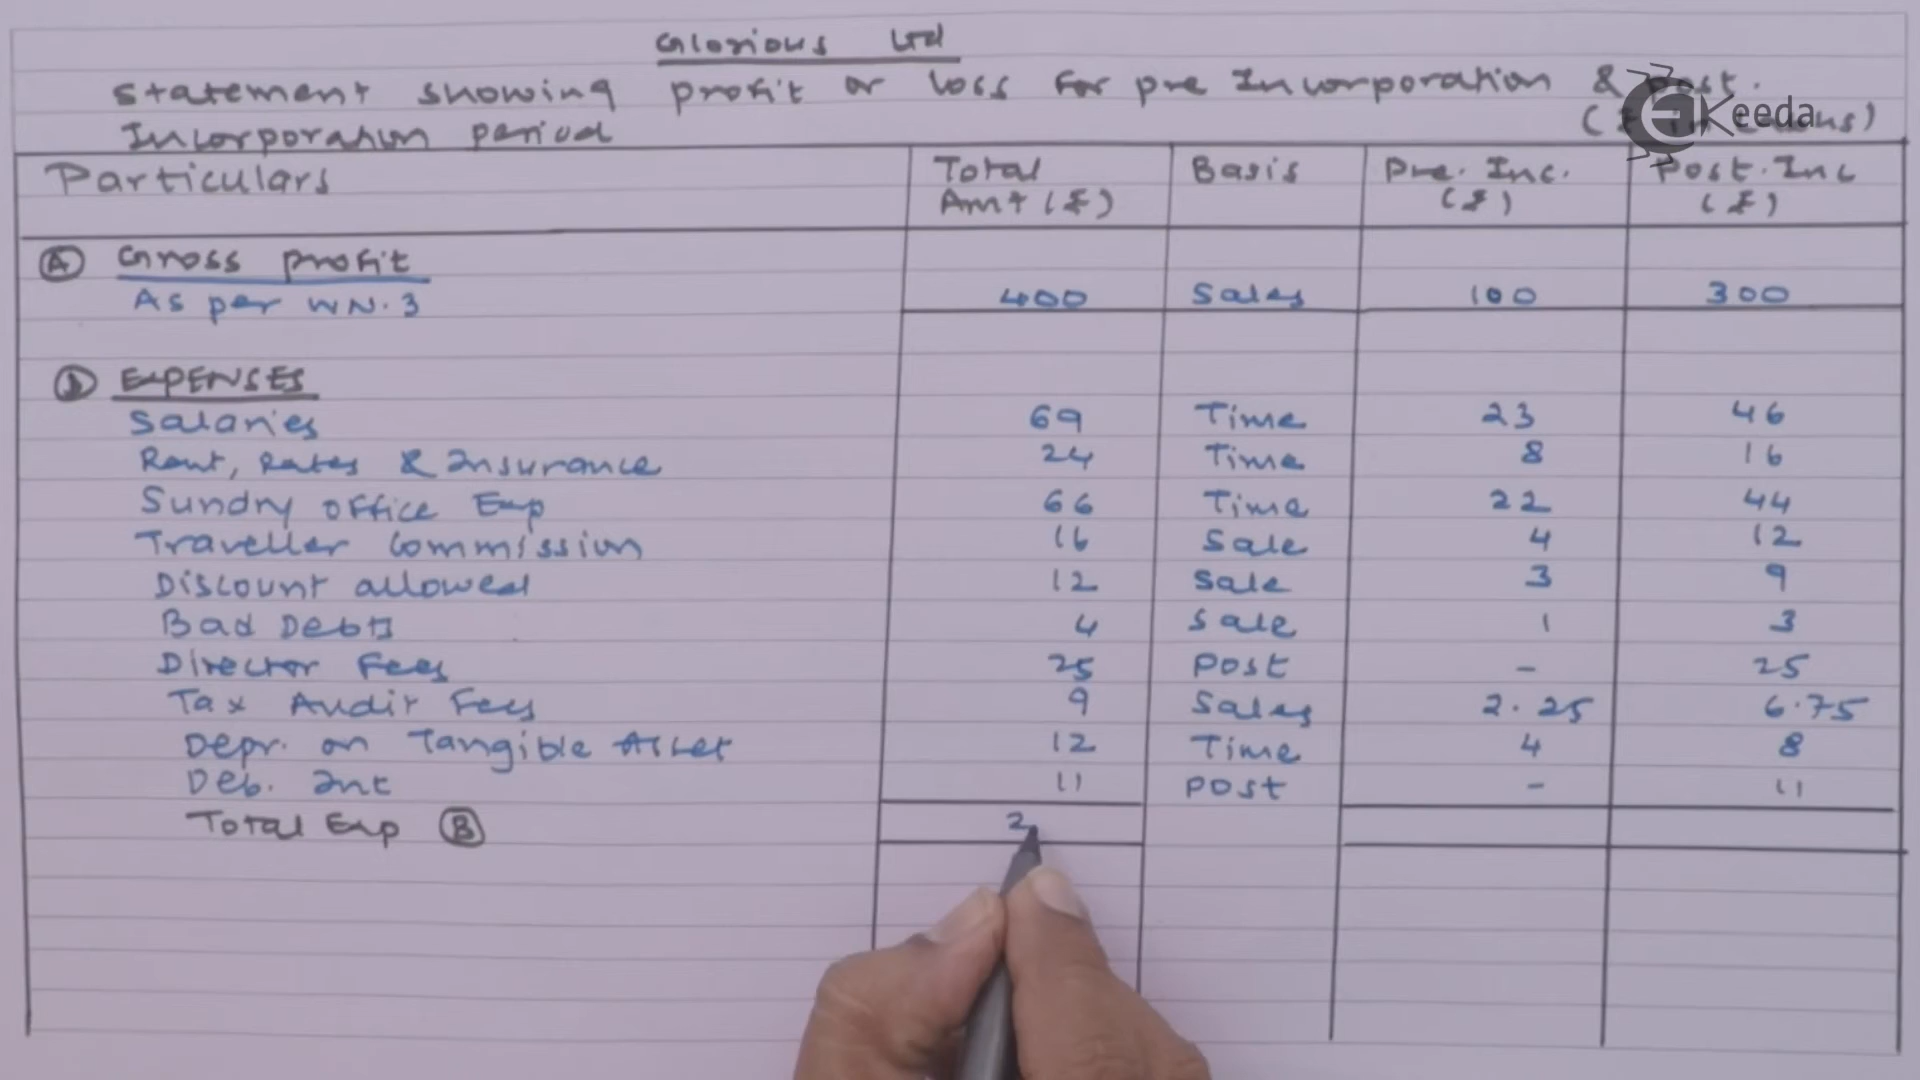 Glorious Ltd
Statement showing profit or loss for pre Incorporation & post.
Incorporation period
Keeda
Particulars Total Amt (₹) Basis Pre. Inc. (₹) Post. Inc (₹)
A Gross profit
As per WN.3 400 Sales 100 300
EXPENSES
Salaries 69 Time 23 46
Rent, Rates & Insurance 24 Time 8 16
Sundry office Exp 66 Time 22 44
Traveller Commission 16 Sale 4 12
Discount allowed 12 Sale 3 9
Bad Debts 4 Sale 1 3
Director Fees 25 Post - 25
Tax Audit Fees 9 Sales 2.25 6.75
Depr. on Tangible Asset 12 Time 4 8
Deb. Int 11 Post - 11
Total Exp B 2